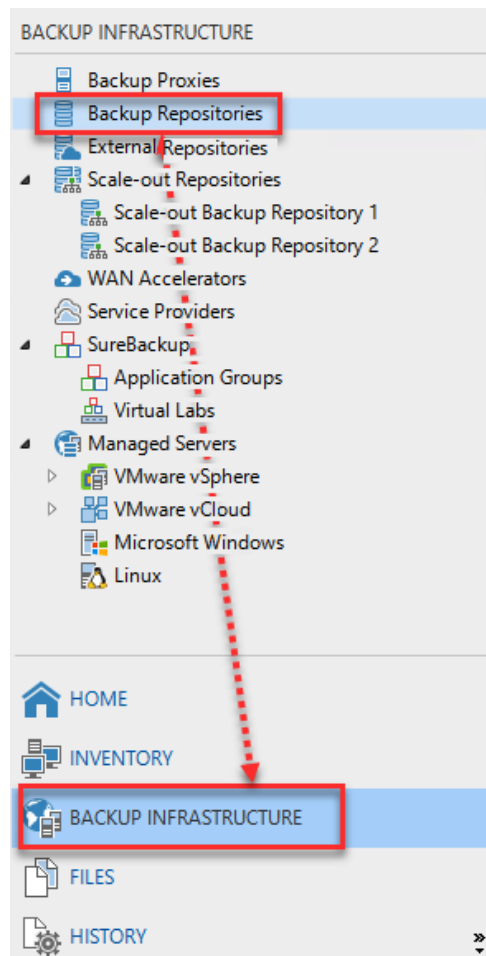 BACKUP INFRASTRUCTURE
Backup Proxies
Backup Repositories
External Repositories
Scale-out Repositories
Scale-out Backup Repository 1
Scale-out Backup Repository 2
WAN Accelerators
Service Providers
SureBackup
Application Groups
Virtual Labs
Managed Servers
VMware vSphere
VMware vCloud
Microsoft Windows
Linux
HOME
INVENTORY
BACKUP INFRASTRUCTURE
FILES
HISTORY